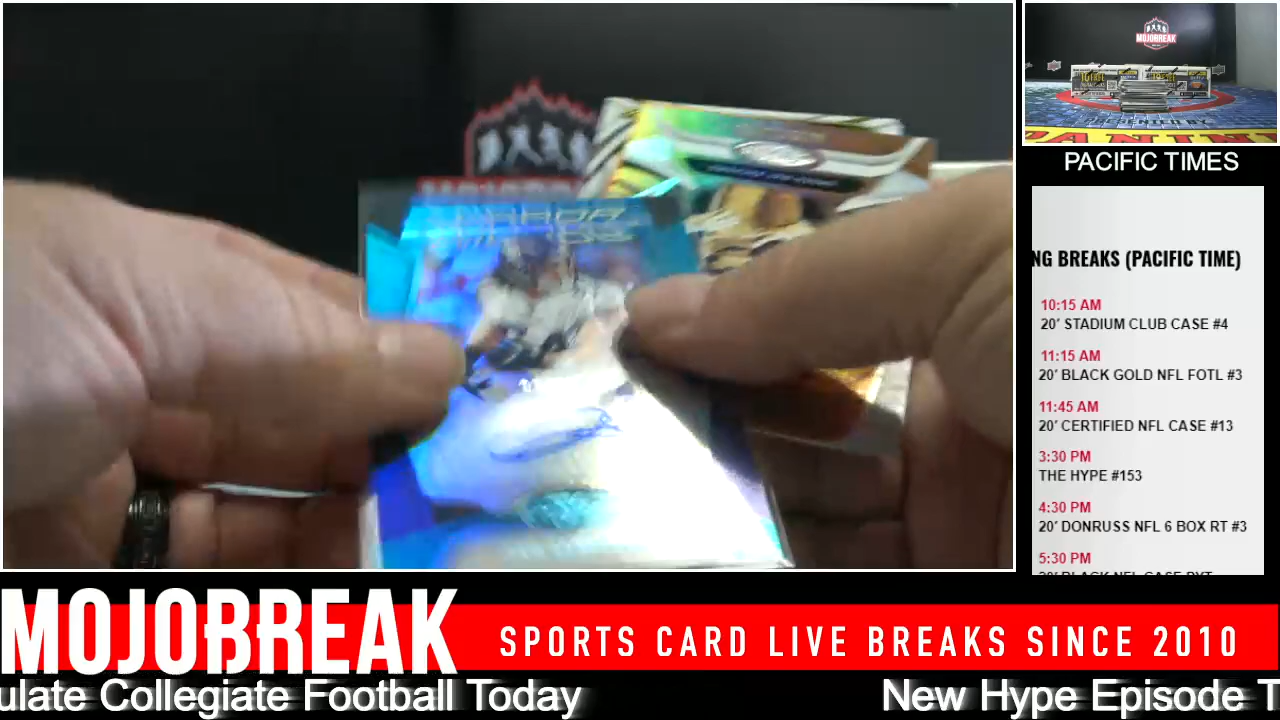 MOJOBREAK
PANINI
PACIFIC TIMES
NG BREAKS (PACIFIC TIME)
10:15 AM
20' STADIUM CLUB CASE #4
11:15 AM
20' BLACK GOLD NFL FOTL #3
11:45 AM
20' CERTIFIED NFL CASE #13
3:30 PM
THE HYPE #153
4:30 PM
20' DONRUSS NFL 6 BOX RT #3
5:30 PM
MOJOBREAK
SPORTS CARD LIVE BREAKS SINCE 2010
ulate Collegiate Football Today
New Hype Episode T